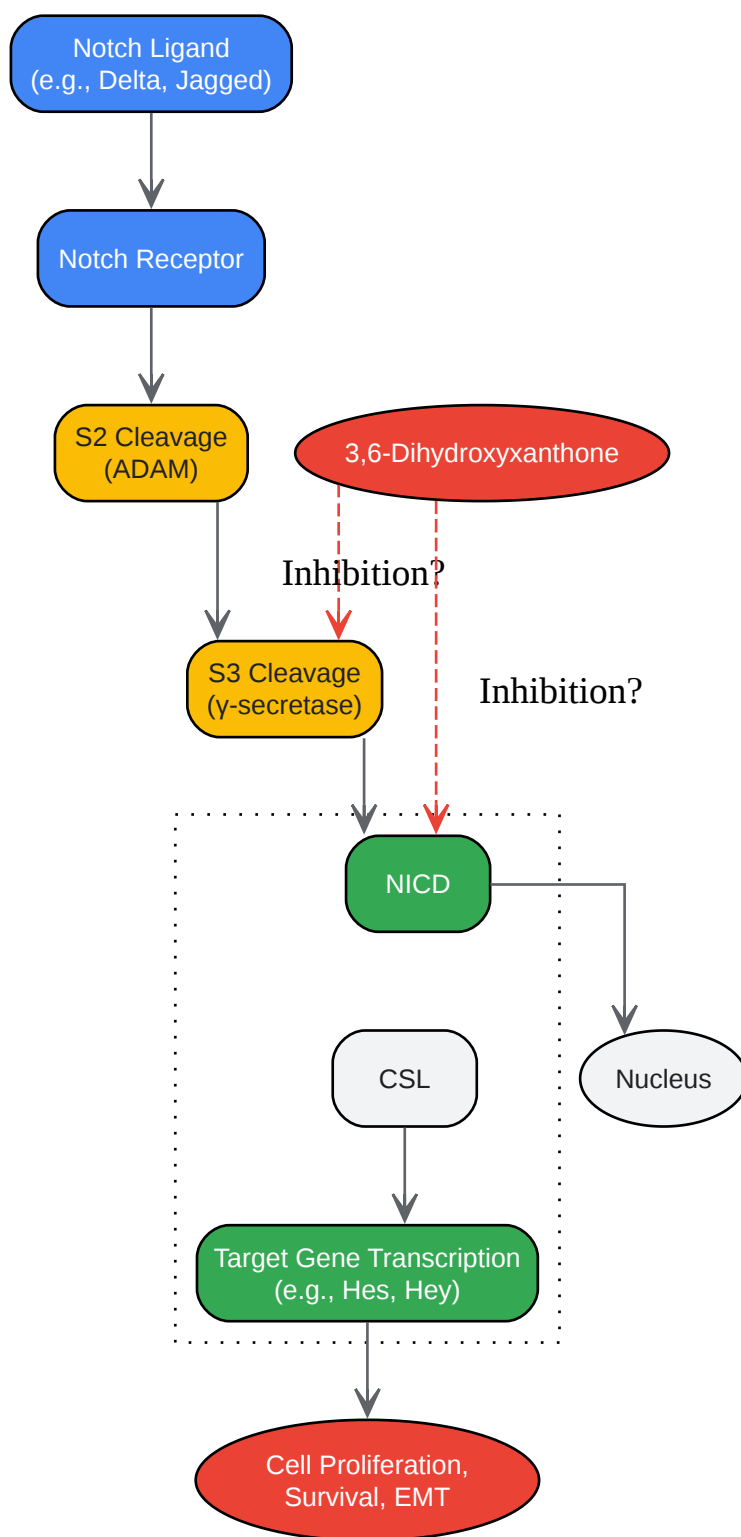 Notch Ligand
(e.g., Delta, Jagged)
Notch Receptor
S2 Cleavage
(ADAM)
3,6-Dihydroxyxanthone
Inhibition?
S3 Cleavage
(γ-secretase)
Inhibition?
NICD
CSL
Nucleus
Target Gene Transcription
(e.g., Hes, Hey)
Cell Proliferation,
Survival, EMT